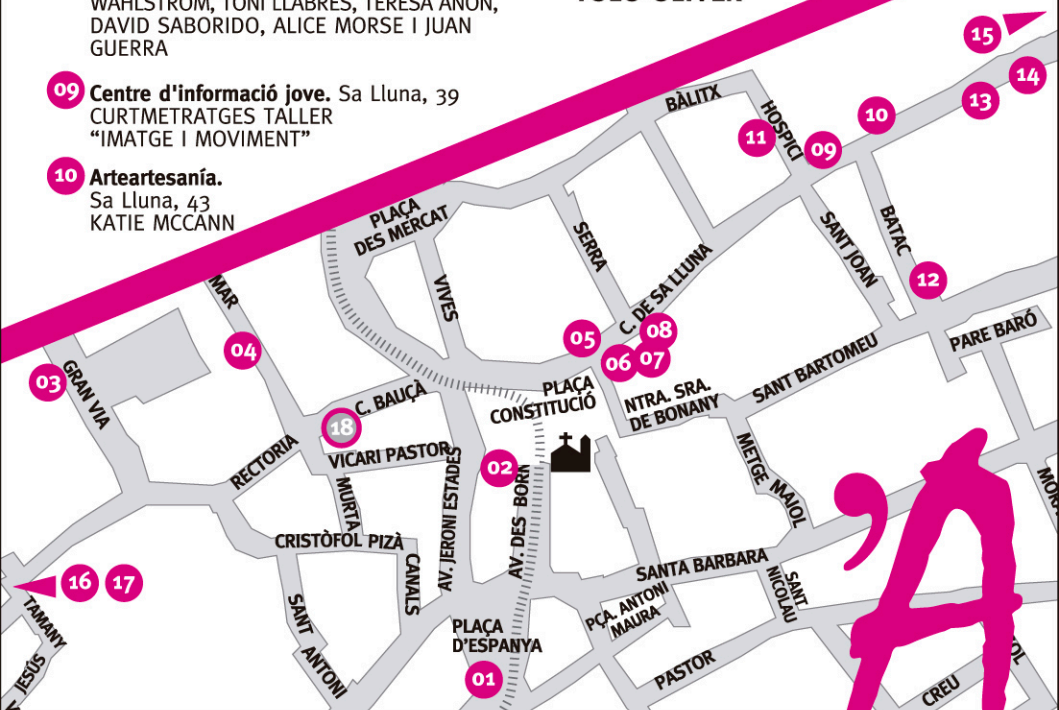 WAHLSTROM, TONI LLABRÉS, TERESA AÑÓN,
DAVID SABORIDO, ALICE MORSE I JUAN
GUERRA
09 Centre d'informació jove. Sa Lluna, 39
CURTMETRATGES TALLER
“IMATGE I MOVIMENT”
10 Arteartesanía.
Sa Lluna, 43
KATIE MCCANN
15
14
13
10
BÀLITX
HOSPICI
11
09
PLAÇA
DES MERCAT
SERRA
SANT JOAN
BATAC
12
MAR
VIVES
C. DE SA LLUNA
04
05
08
06
07
PARE BARÓ
03
GRAN VIA
SANT BARTOMEU
C. BAUÇÀ
PLAÇA
CONSTITUCIÓ
NTRA. SRA.
DE BONANY
18
RECTORIA
VICARI PASTOR
02
METGE
MAIOL
MURTA
AV. JERONI ESTADES
AV. DES BORN
CRISTÒFOL PIZÀ
CANALS
SANTA BARBARA
SANT
NICOLAU
16
17
TAMANY
JESÚS
SANT ANTONI
PLAÇA
D'ESPANYA
PÇA. ANTONI
MAURA
01
PASTOR
CREU
’A